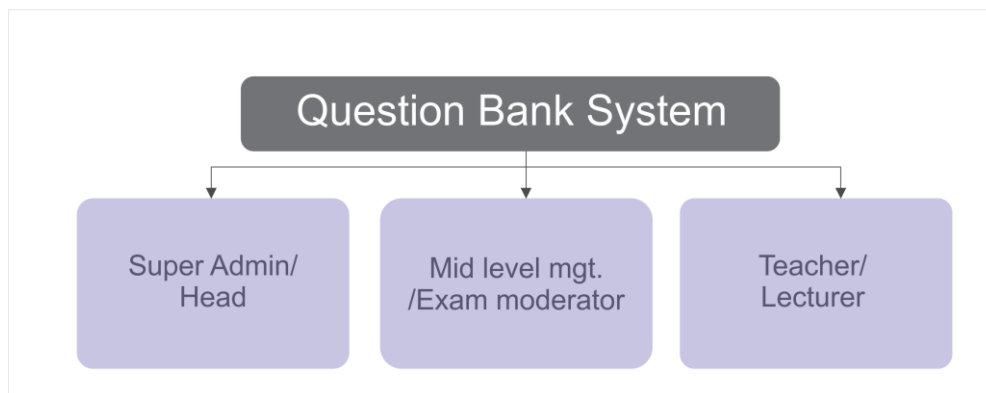 Question Bank System
Super Admin/
Head
Mid level mgt.
/Exam moderator
Teacher/
Lecturer